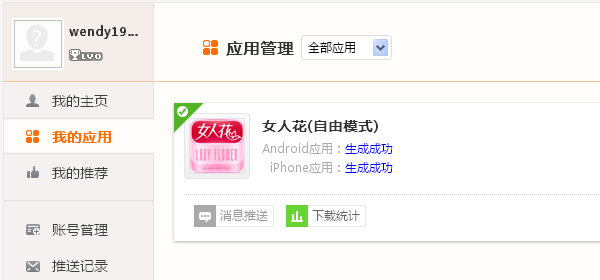 wendy19...
LV0
我的主页
我的应用
我的推荐
账号管理
推送记录
应用管理
全部应用
女人花
LADY FLOWER
女人花(自由模式)
Android应用：生成成功
iPhone应用：生成成功
消息推送
下载统计